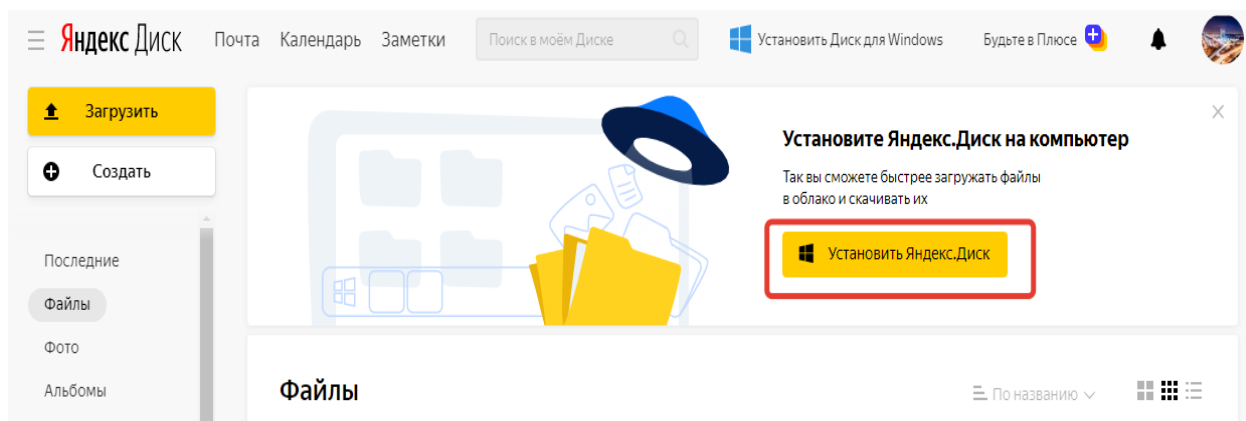 Яндекс Диск Почта Календарь Заметки Поиск в моём Диске Установить Диск для Windows Будьте в Плюсе
Загрузить
Создать
Последние
Файлы
Фото
Альбомы
Установите Яндекс.Диск на компьютер
Так вы сможете быстрее загружать файлы
в облако и скачивать их
Установить Яндекс.Диск
Файлы По названию